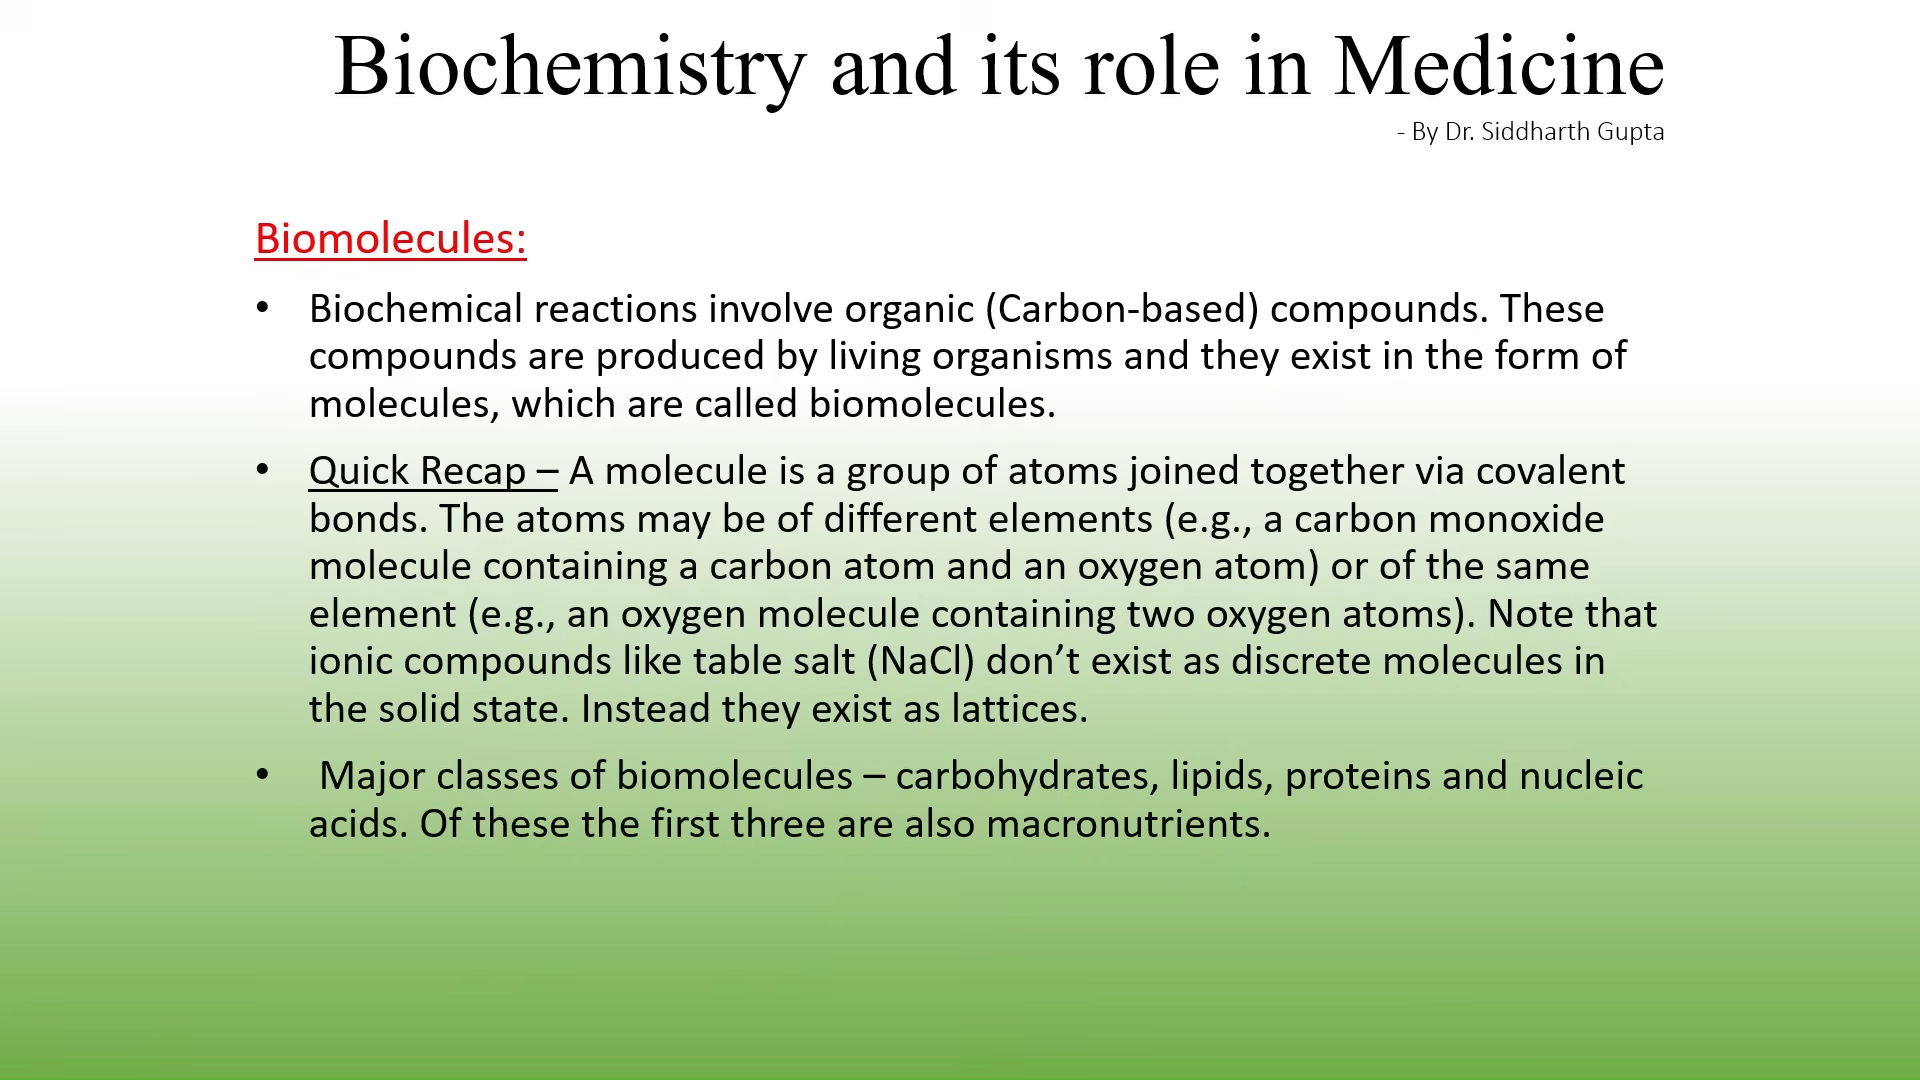 Biochemistry and its role in Medicine
- By Dr. Siddharth Gupta
Biomolecules:
• Biochemical reactions involve organic (Carbon-based) compounds. These
compounds are produced by living organisms and they exist in the form of
molecules, which are called biomolecules.
• Quick Recap – A molecule is a group of atoms joined together via covalent
bonds. The atoms may be of different elements (e.g., a carbon monoxide
molecule containing a carbon atom and an oxygen atom) or of the same
element (e.g., an oxygen molecule containing two oxygen atoms). Note that
ionic compounds like table salt (NaCl) don’t exist as discrete molecules in
the solid state. Instead they exist as lattices.
• Major classes of biomolecules – carbohydrates, lipids, proteins and nucleic
acids. Of these the first three are also macronutrients.